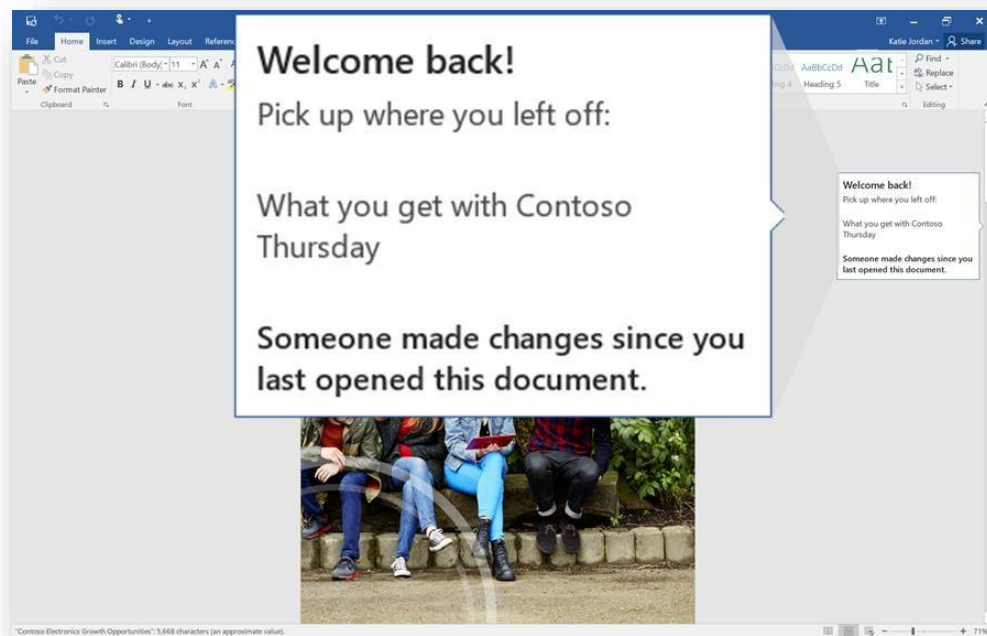 File Home Insert Design Layout
Katie Jordan Share
Cut
Copy
Paste
Format Painter
Clipboard
Calibri (Body) 11
B I U abc X, X²
Font
AaBbCcDd
Heading 5 Title
Find
Replace
Select
Editing
Welcome back!
Pick up where you left off:
What you get with Contoso
Thursday
Someone made changes since you
last opened this document.
Welcome back!
Pick up where you left off:
What you get with Contoso
Thursday
Someone made changes since you
last opened this document.
"Contoso Electronics Growth Opportunities": 5,668 characters (an approximate value).
71%